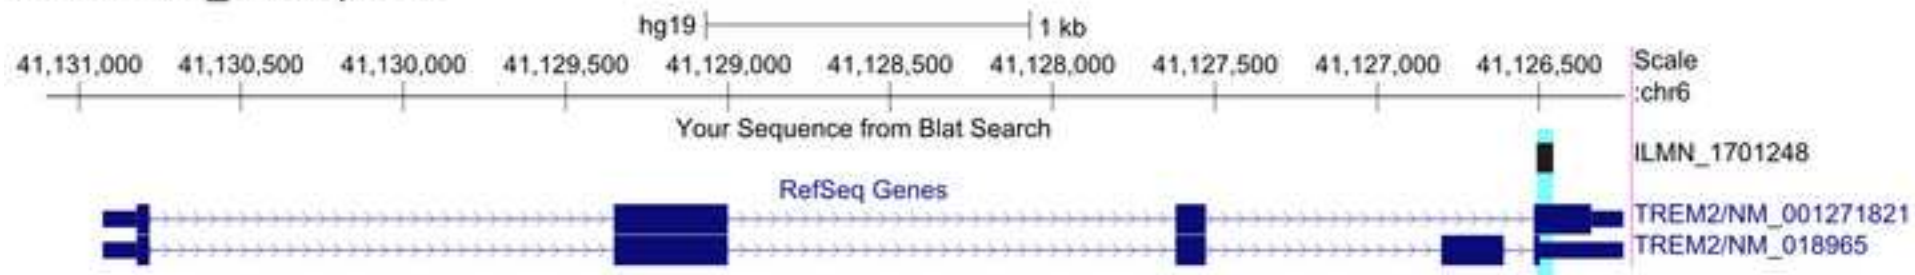 hg19 1 kb
41,131,000 41,130,500 41,130,000 41,129,500 41,129,000 41,128,500 41,128,000 41,127,500 41,127,000 41,126,500 Scale
:chr6
Your Sequence from Blat Search
ILMN_1701248
RefSeq Genes
TREM2/NM_001271821
TREM2/NM_018965